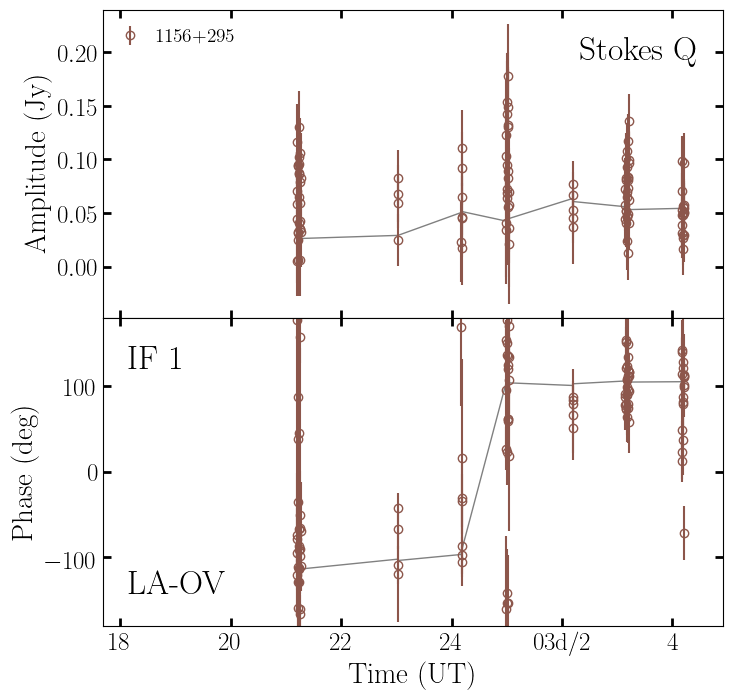 1156+295
Stokes Q
Amplitude (Jy)
0.20
0.15
0.10
0.05
0.00
IF 1
LA-OV
Phase (deg)
100
0
−100
18 20 22 24 03d/2 4
Time (UT)